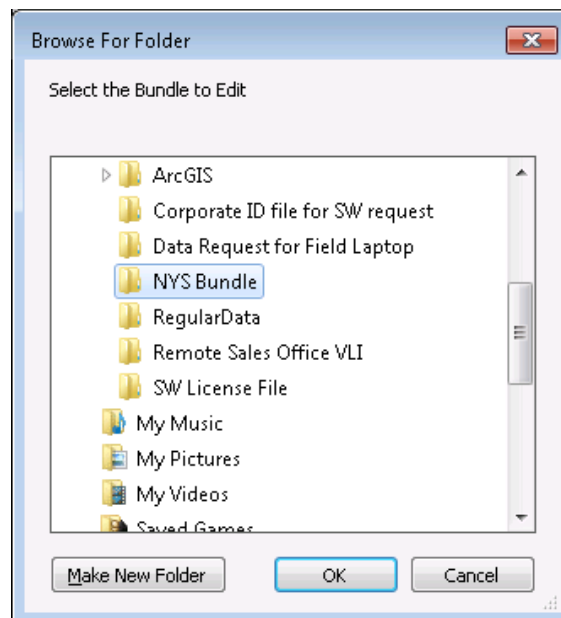 Browse For Folder
Select the Bundle to Edit
ArcGIS
Corporate ID file for SW request
Data Request for Field Laptop
NYS Bundle
RegularData
Remote Sales Office VLI
SW License File
My Music
My Pictures
My Videos
Saved Games
Make New Folder
OK
Cancel